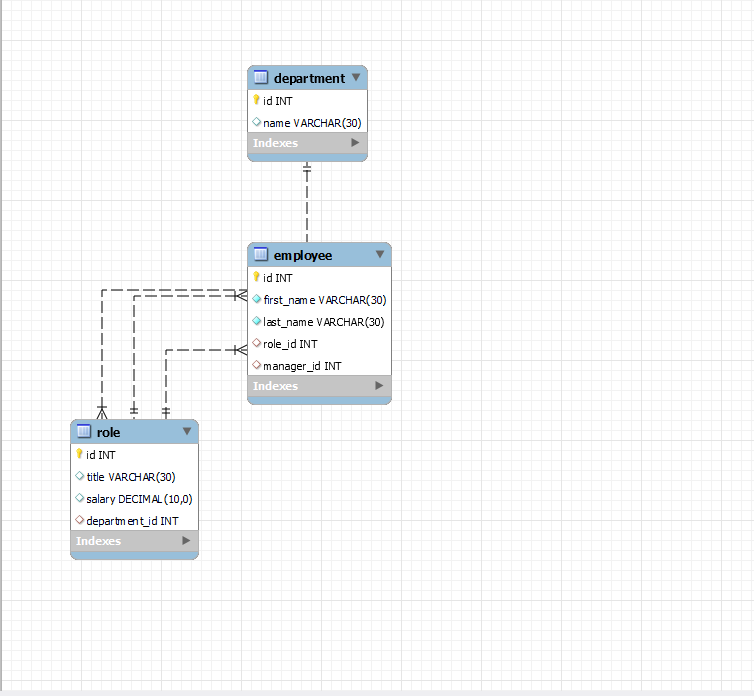 department
id INT
name VARCHAR(30)
Indexes
employee
id INT
first_name VARCHAR(30)
last_name VARCHAR(30)
role_id INT
manager_id INT
Indexes
role
id INT
title VARCHAR(30)
salary DECIMAL(10,0)
department_id INT
Indexes